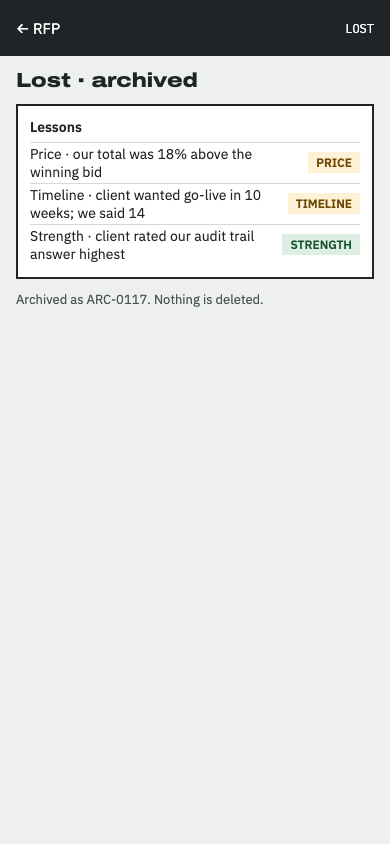 ← RFP
LOST
Lost · archived
Lessons
Price · our total was 18% above the
winning bid
PRICE
Timeline · client wanted go-live in 10
weeks; we said 14
TIMELINE
Strength · client rated our audit trail
answer highest
STRENGTH
Archived as ARC-0117. Nothing is deleted.